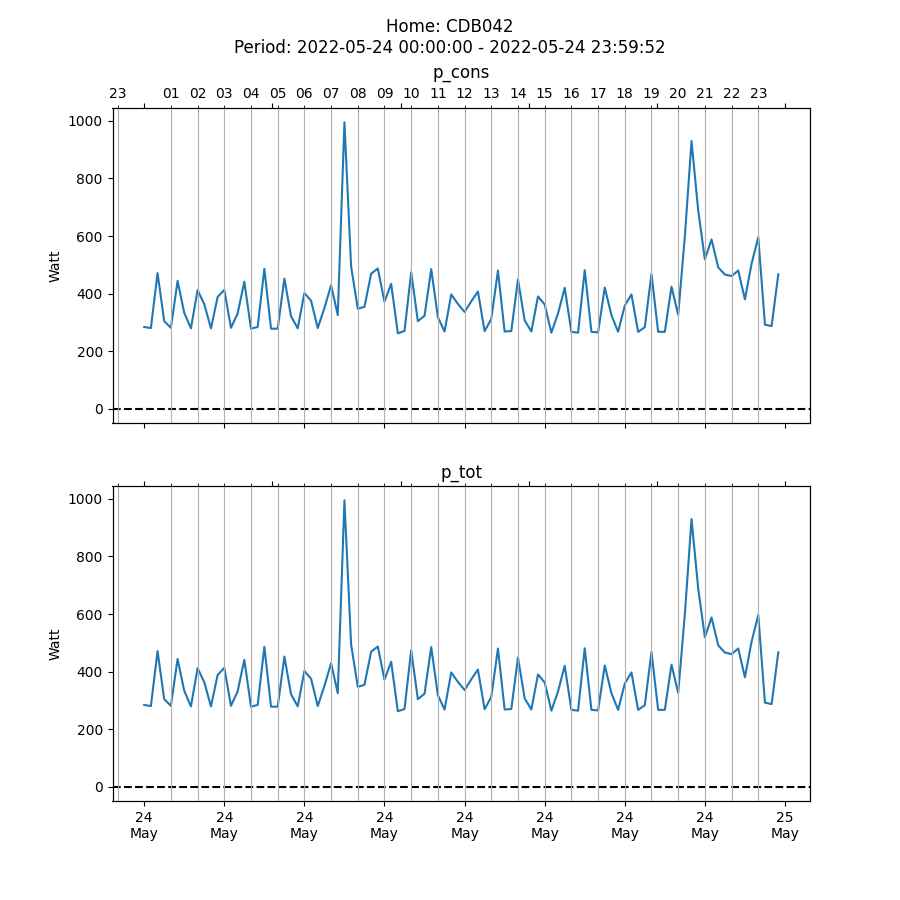 Home: CDB042
Period: 2022-05-24 00:00:00 - 2022-05-24 23:59:52
p_cons
23 01 02 03 04 05 06 07 08 09 10 11 12 13 14 15 16 17 18 19 20 21 22 23
1000
800
600
400
200
0
Watt
p_tot
1000
800
600
400
200
0
Watt
24 24 24 24 24 24 24 24 25
May May May May May May May May May